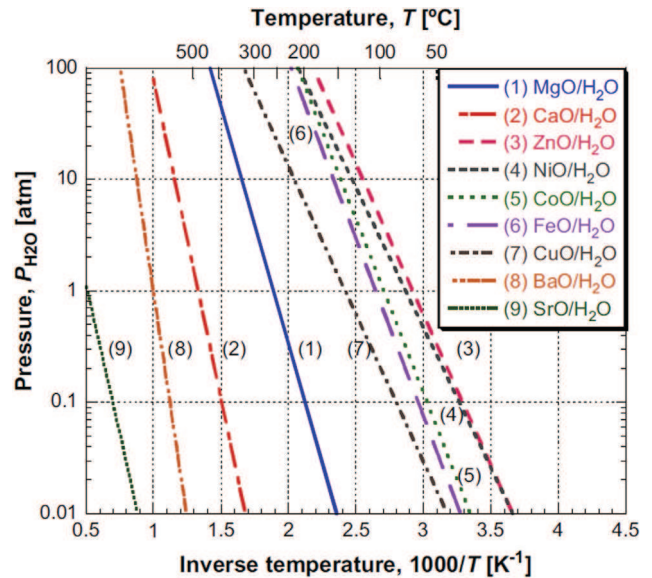 Temperature, T [ºC]
500 300 200 100 50
100
10
1
0.1
0.01
Pressure, P_H2O [atm]
(1) MgO/H2O
(2) CaO/H2O
(3) ZnO/H2O
(4) NiO/H2O
(5) CoO/H2O
(6) FeO/H2O
(7) CuO/H2O
(8) BaO/H2O
(9) SrO/H2O
(6)
(9) (8) (2) (1) (7) (3)
(4)
(5)
0.5 1 1.5 2 2.5 3 3.5 4 4.5
Inverse temperature, 1000/T [K-1]